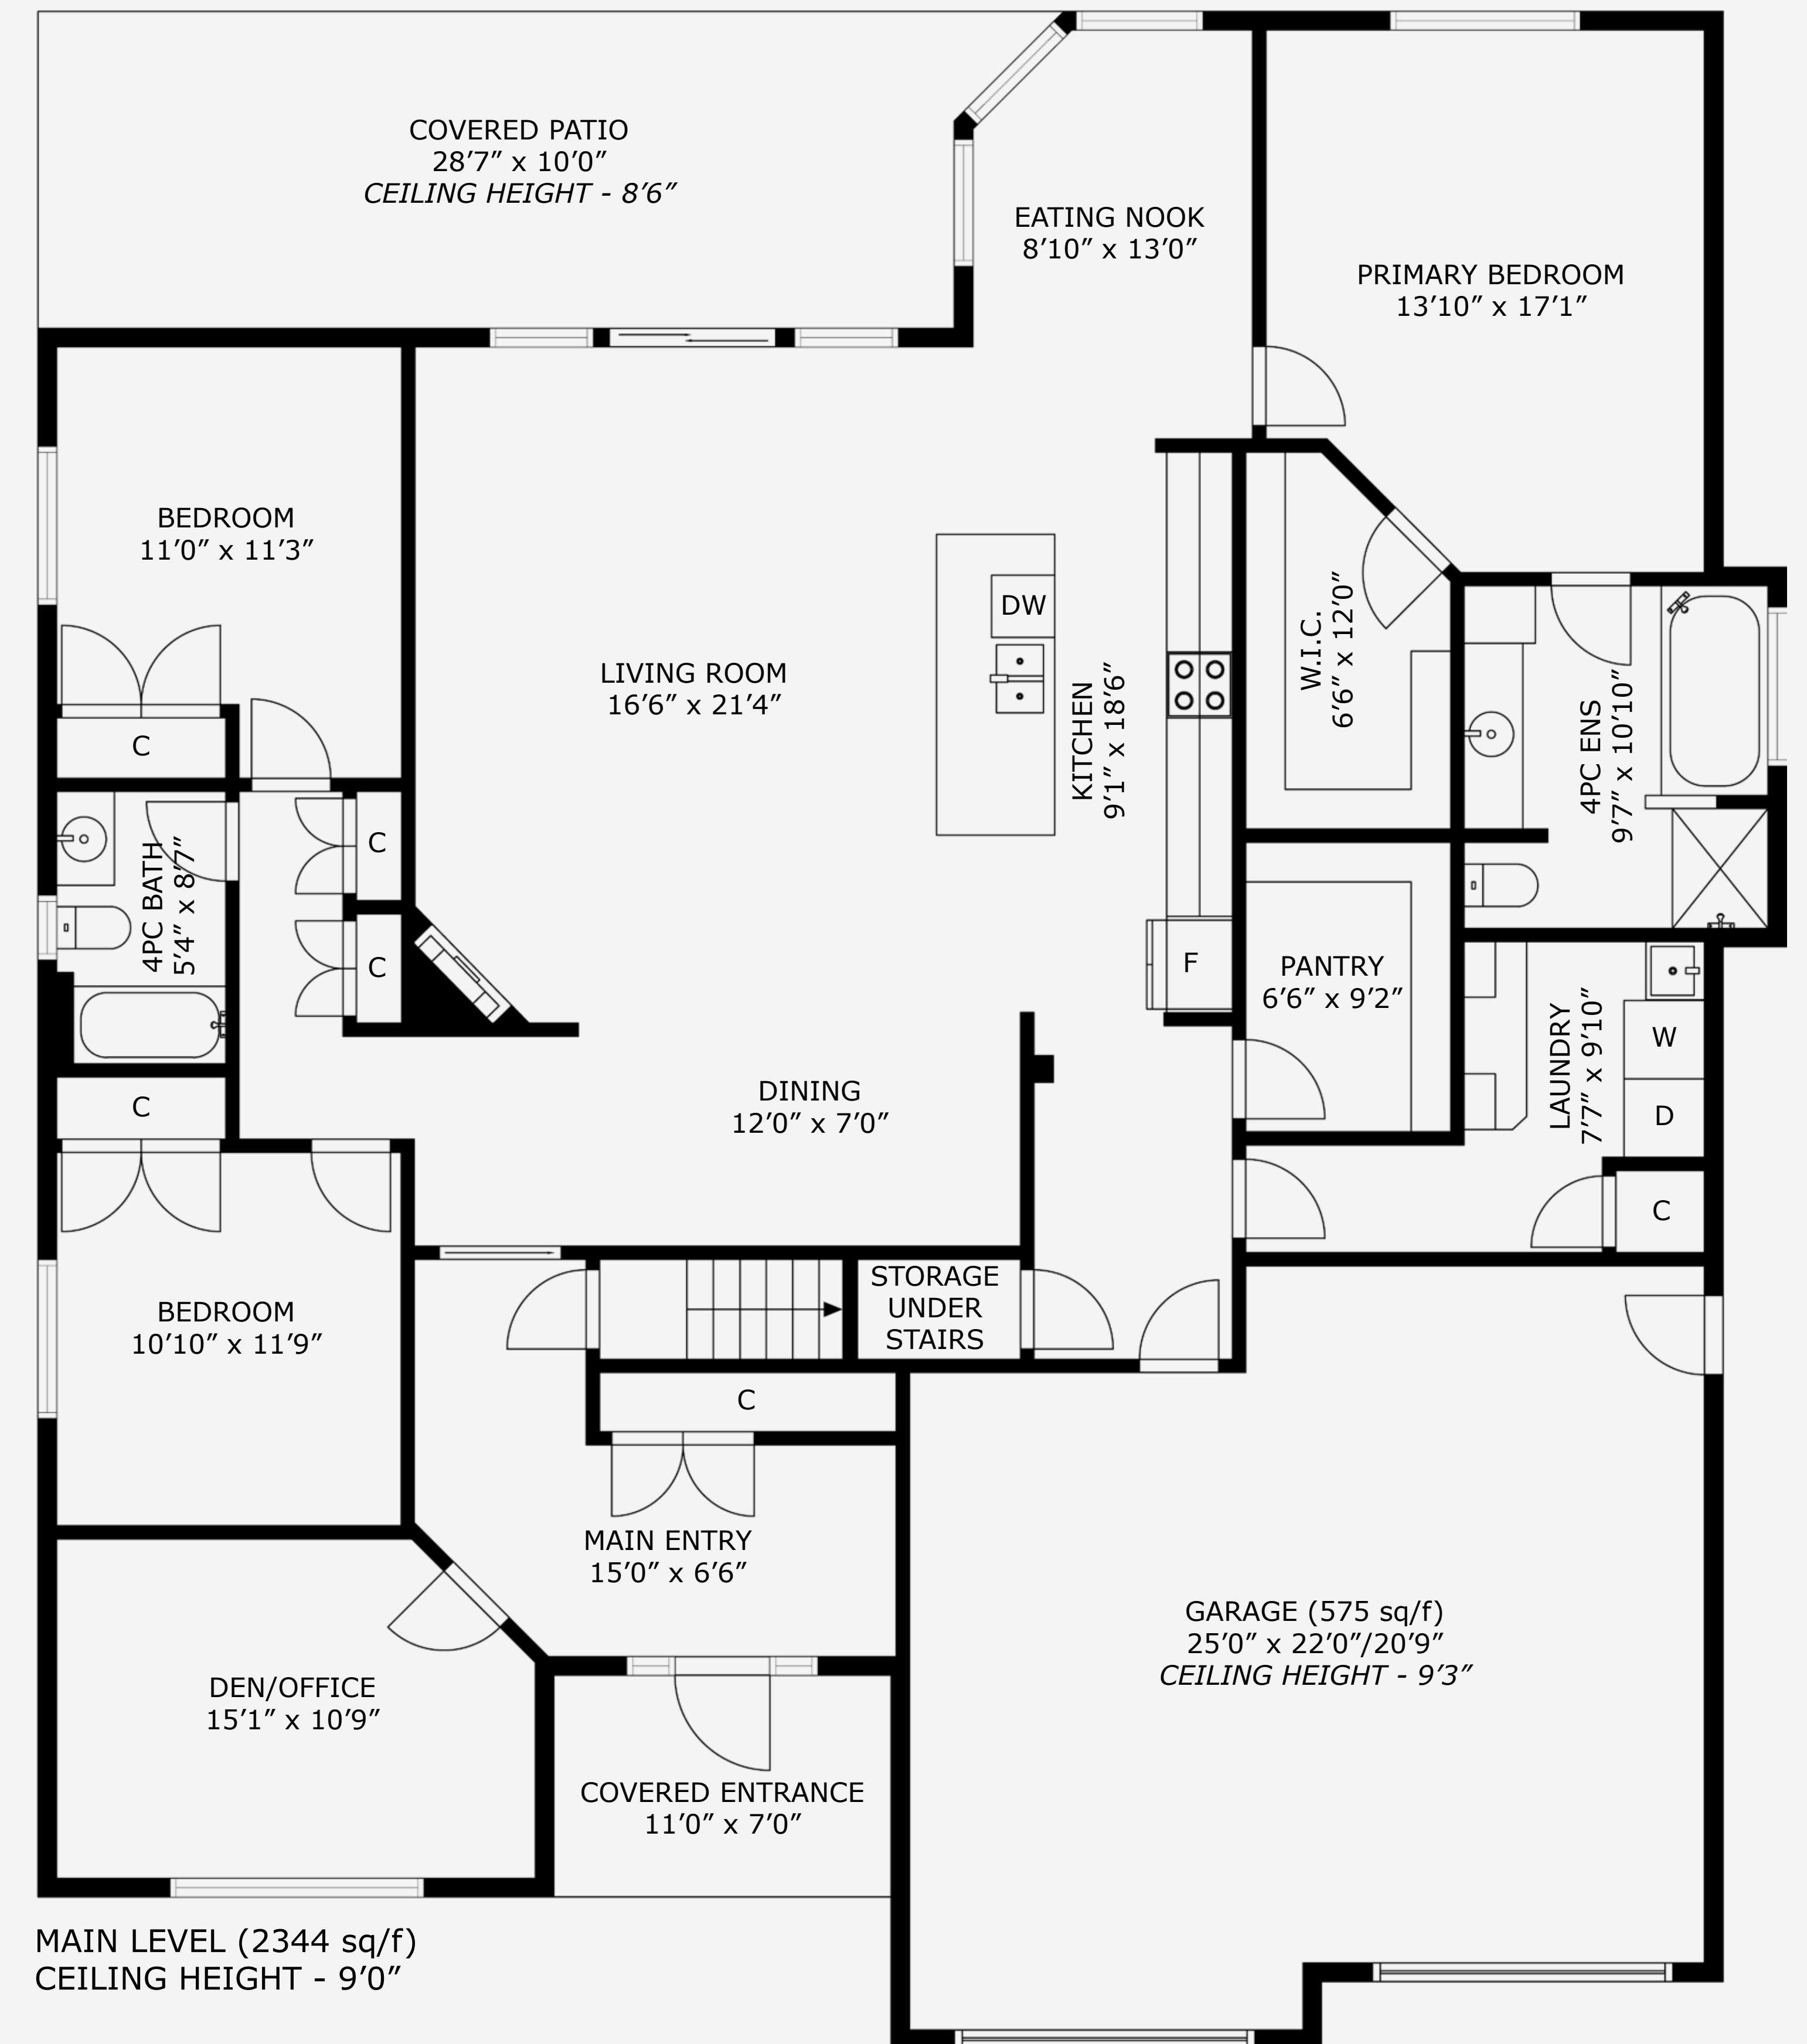 COVERED PATIO
28’7” x 10’0”
CEILING HEIGHT - 8’6”
EATING NOOK
8’10” x 13’0”
PRIMARY BEDROOM
13’10” x 17’1”
BEDROOM
11’0” x 11’3”
C
LIVING ROOM
16’6” x 21’4”
DW
KITCHEN
9’1” x 18’6”
W.I.C.
6’6” x 12’0”
4PC ENS
9’7” x 10’10”
4PC BATH
5’4” x 8’7”
C
C
F
PANTRY
6’6” x 9’2”
LAUNDRY
7’7” x 9’10”
W
D
C
C
DINING
12’0” x 7’0”
BEDROOM
10’10” x 11’9”
STORAGE
UNDER
STAIRS
C
MAIN ENTRY
15’0” x 6’6”
GARAGE (575 sq/f)
25’0” x 22’0”/20’9”
CEILING HEIGHT - 9’3”
DEN/OFFICE
15’1” x 10’9”
COVERED ENTRANCE
11’0” x 7’0”
MAIN LEVEL (2344 sq/f)
CEILING HEIGHT - 9’0”